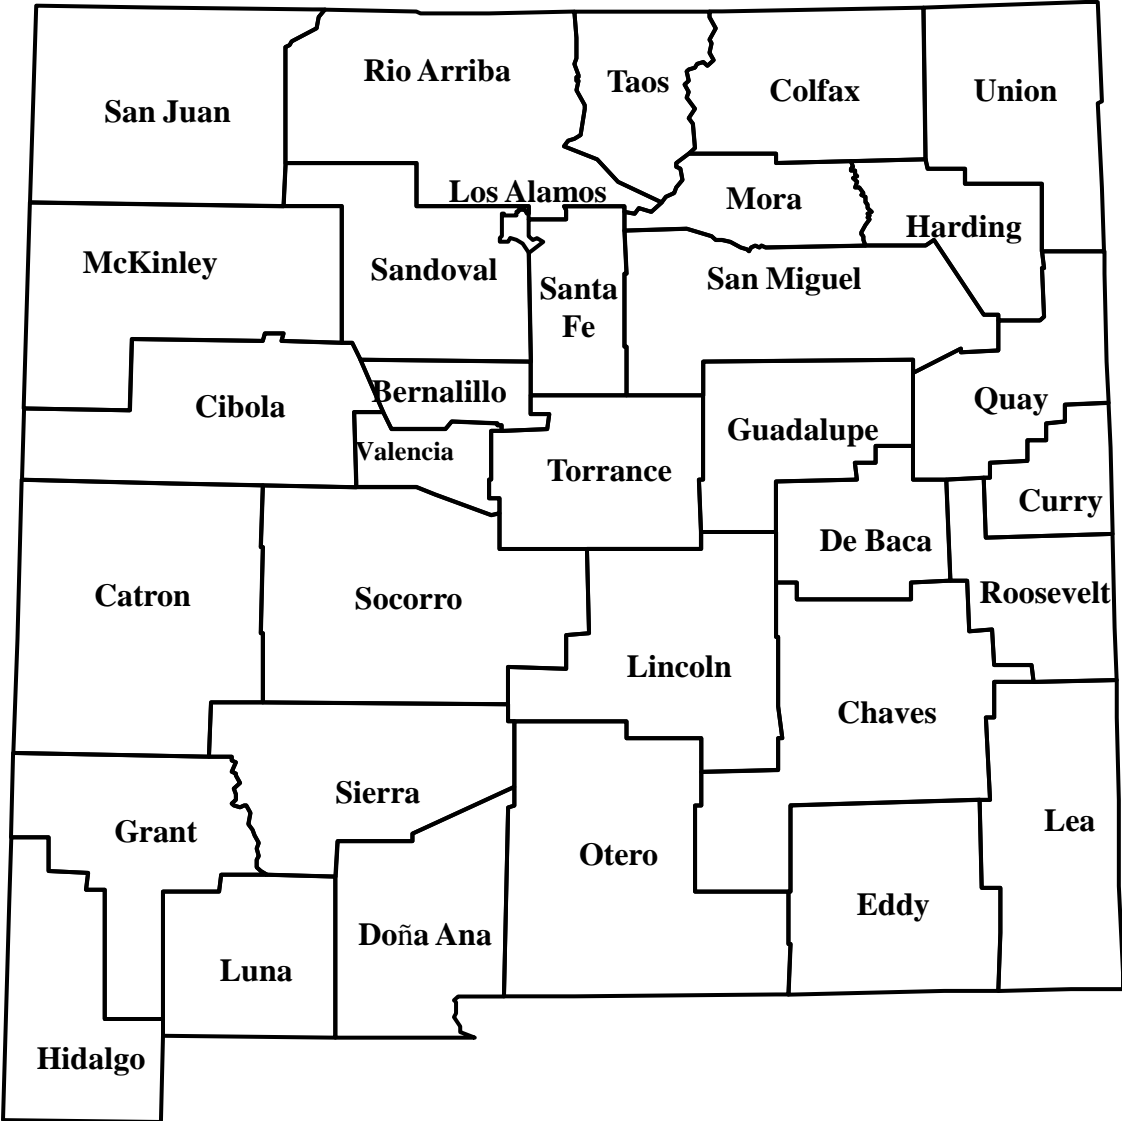 Rio Arriba
Taos
Colfax
Union
San Juan
Los Alamos
Mora
Harding
McKinley
Sandoval
San Miguel
Santa
Fe
Bernalillo
Cibola
Quay
Guadalupe
Valencia
Torrance
Curry
De Baca
Catron
Socorro
Roosevelt
Lincoln
Chaves
Sierra
Grant
Lea
Otero
Eddy
Doña Ana
Luna
Hidalgo